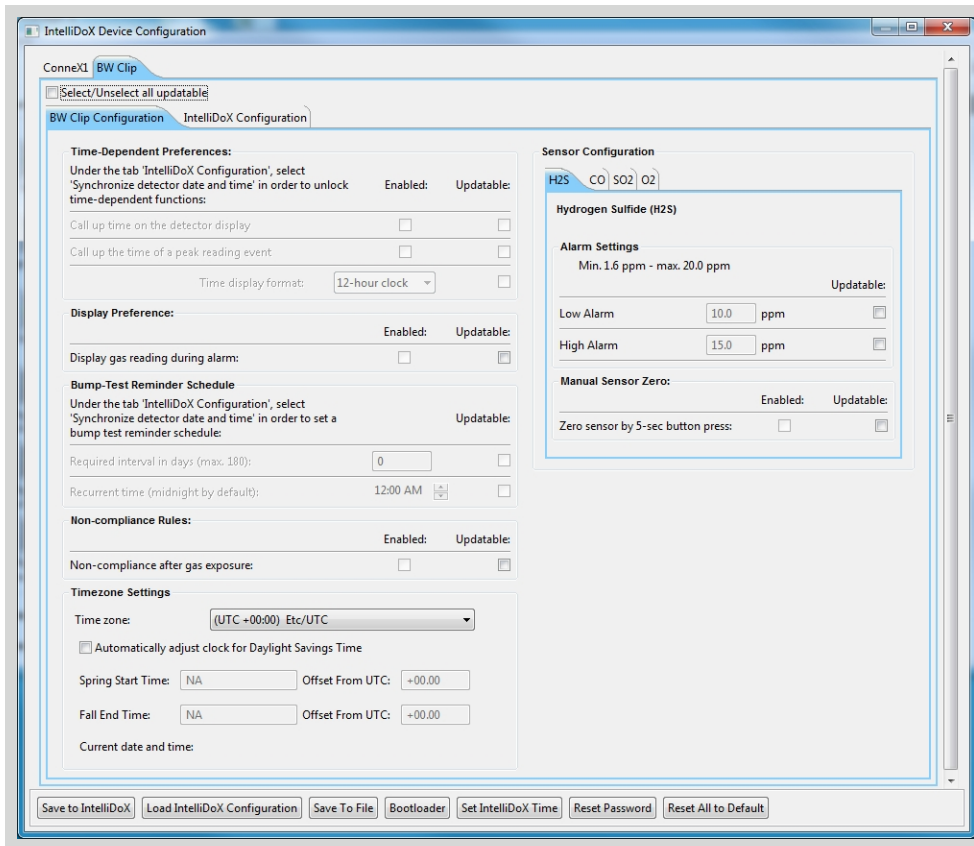 IntelliDoX Device Configuration
ConneX1 BW Clip
Select/Unselect all updatable
BW Clip Configuration IntelliDoX Configuration
Time-Dependent Preferences:
Under the tab 'IntelliDoX Configuration', select
'Synchronize detector date and time' in order to unlock
time-dependent functions:
Enabled: Updatable:
Call up time on the detector display
Call up the time of a peak reading event
Time display format: 12-hour clock
Display Preference:
Enabled: Updatable:
Display gas reading during alarm:
Bump-Test Reminder Schedule
Under the tab 'IntelliDoX Configuration', select
'Synchronize detector date and time' in order to set a
bump test reminder schedule:
Updatable:
Required interval in days (max. 180): 0
Recurrent time (midnight by default): 12:00 AM
Non-compliance Rules:
Enabled: Updatable:
Non-compliance after gas exposure:
Timezone Settings
Time zone: (UTC +00:00) Etc/UTC
Automatically adjust clock for Daylight Savings Time
Spring Start Time: NA Offset From UTC: +00.00
Fall End Time: NA Offset From UTC: +00.00
Current date and time:
Sensor Configuration
H2S CO SO2 O2
Hydrogen Sulfide (H2S)
Alarm Settings
Min. 1.6 ppm - max. 20.0 ppm
Updatable:
Low Alarm 10.0 ppm
High Alarm 15.0 ppm
Manual Sensor Zero:
Enabled: Updatable:
Zero sensor by 5-sec button press:
Save to IntelliDoX Load IntelliDoX Configuration Save To File Bootloader Set IntelliDoX Time Reset Password Reset All to Default